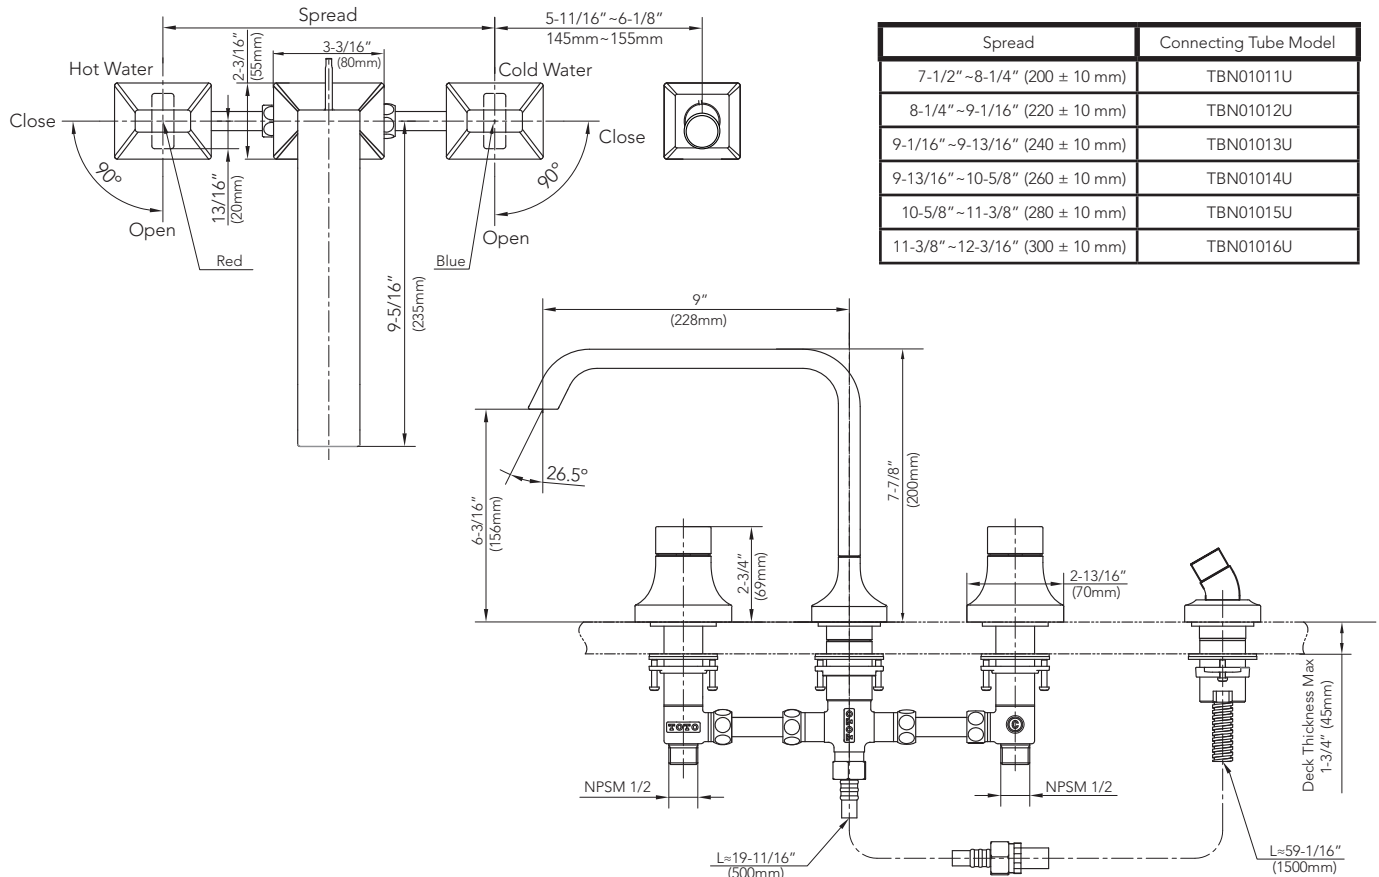 Spread
5-11/16"~6-1/8"
145mm~155mm
2-3/16"
(55mm)
3-3/16"
(80mm)
Hot Water
Cold Water
Close
Close
90°
90°
13/16"
(20mm)
Open
Open
Red
Blue
9-5/16"
(235mm)
Spread Connecting Tube Model
7-1/2"~8-1/4" (200 ± 10 mm) TBN01011U
8-1/4"~9-1/16" (220 ± 10 mm) TBN01012U
9-1/16"~9-13/16" (240 ± 10 mm) TBN01013U
9-13/16"~10-5/8" (260 ± 10 mm) TBN01014U
10-5/8"~11-3/8" (280 ± 10 mm) TBN01015U
11-3/8"~12-3/16" (300 ± 10 mm) TBN01016U
9"
(228mm)
26.5°
6-3/16"
(156mm)
7-7/8"
(200mm)
2-3/4"
(69mm)
2-13/16"
(70mm)
Deck Thickness Max
1-3/4" (45mm)
TOTO
TOTO
C
NPSM 1/2
NPSM 1/2
L≈19-11/16"
(500mm)
L≈59-1/16"
(1500mm)